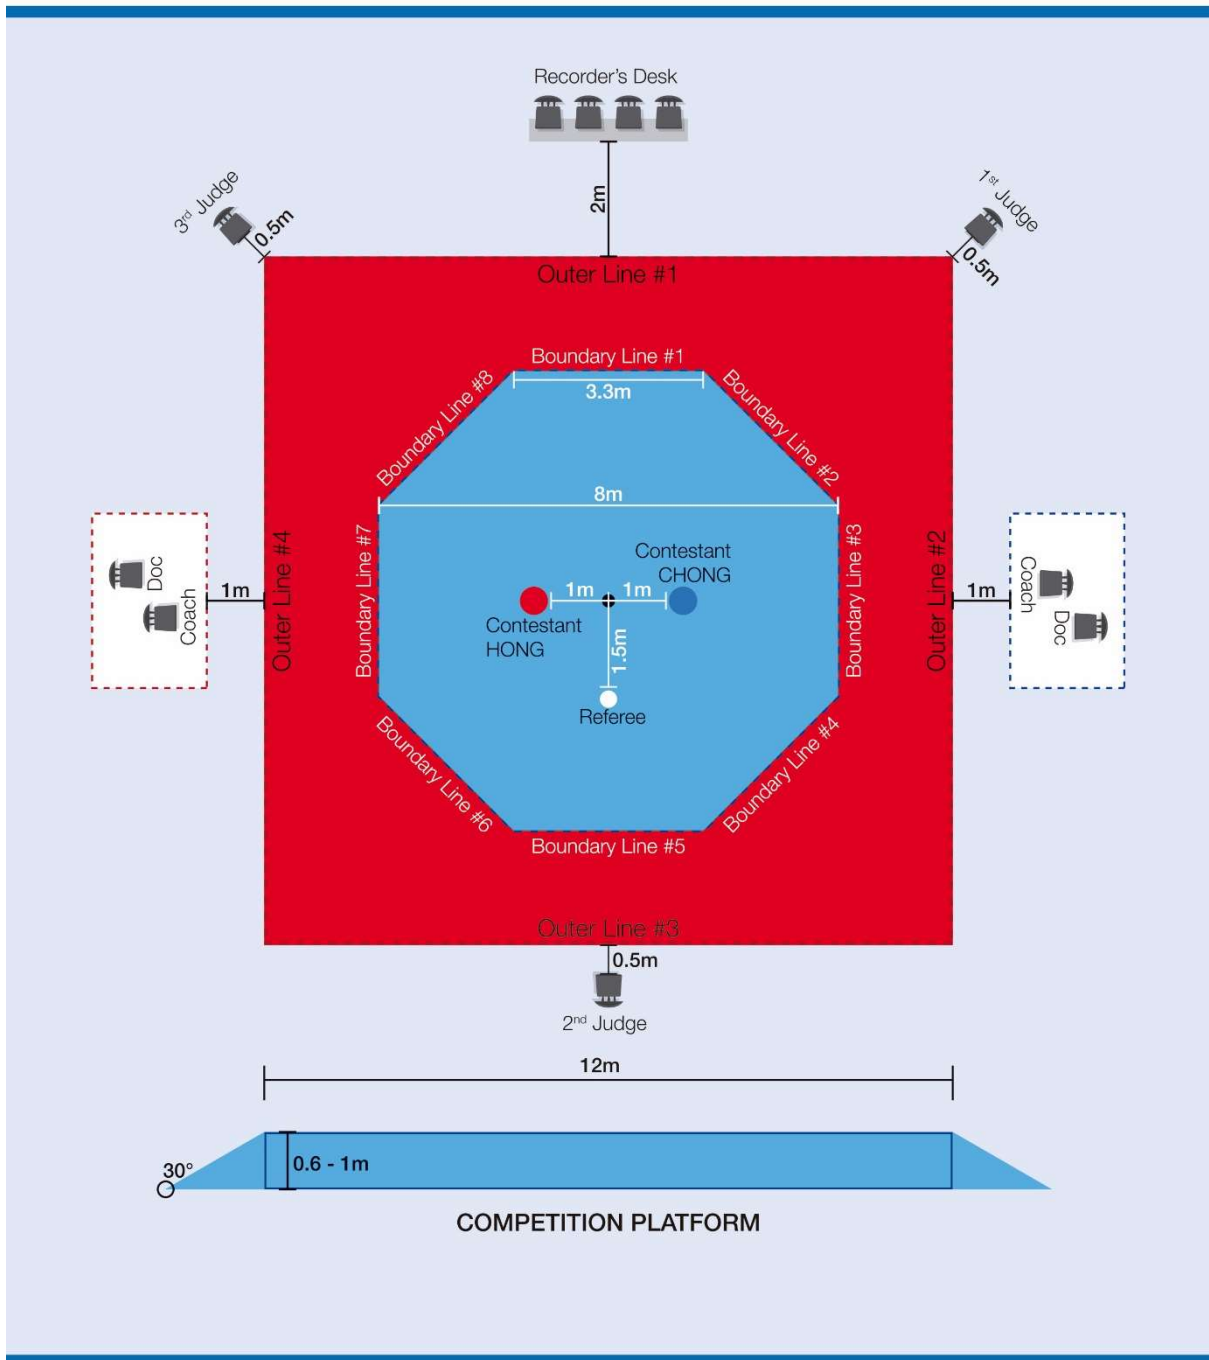 Recorder's Desk
2m
3rd Judge
0.5m
1st Judge
0.5m
Outer Line #1
Boundary Line #1
3.3m
Boundary Line #8
Boundary Line #2
8m
Doc
Coach
1m
Outer Line #4
Boundary Line #7
Contestant
CHONG
1m
1m
Contestant
HONG
1.5m
Referee
Boundary Line #3
Outer Line #2
1m
Coach
Doc
Boundary Line #6
Boundary Line #4
Boundary Line #5
Outer Line #3
0.5m
2nd Judge
12m
30°
0.6 - 1m
COMPETITION PLATFORM